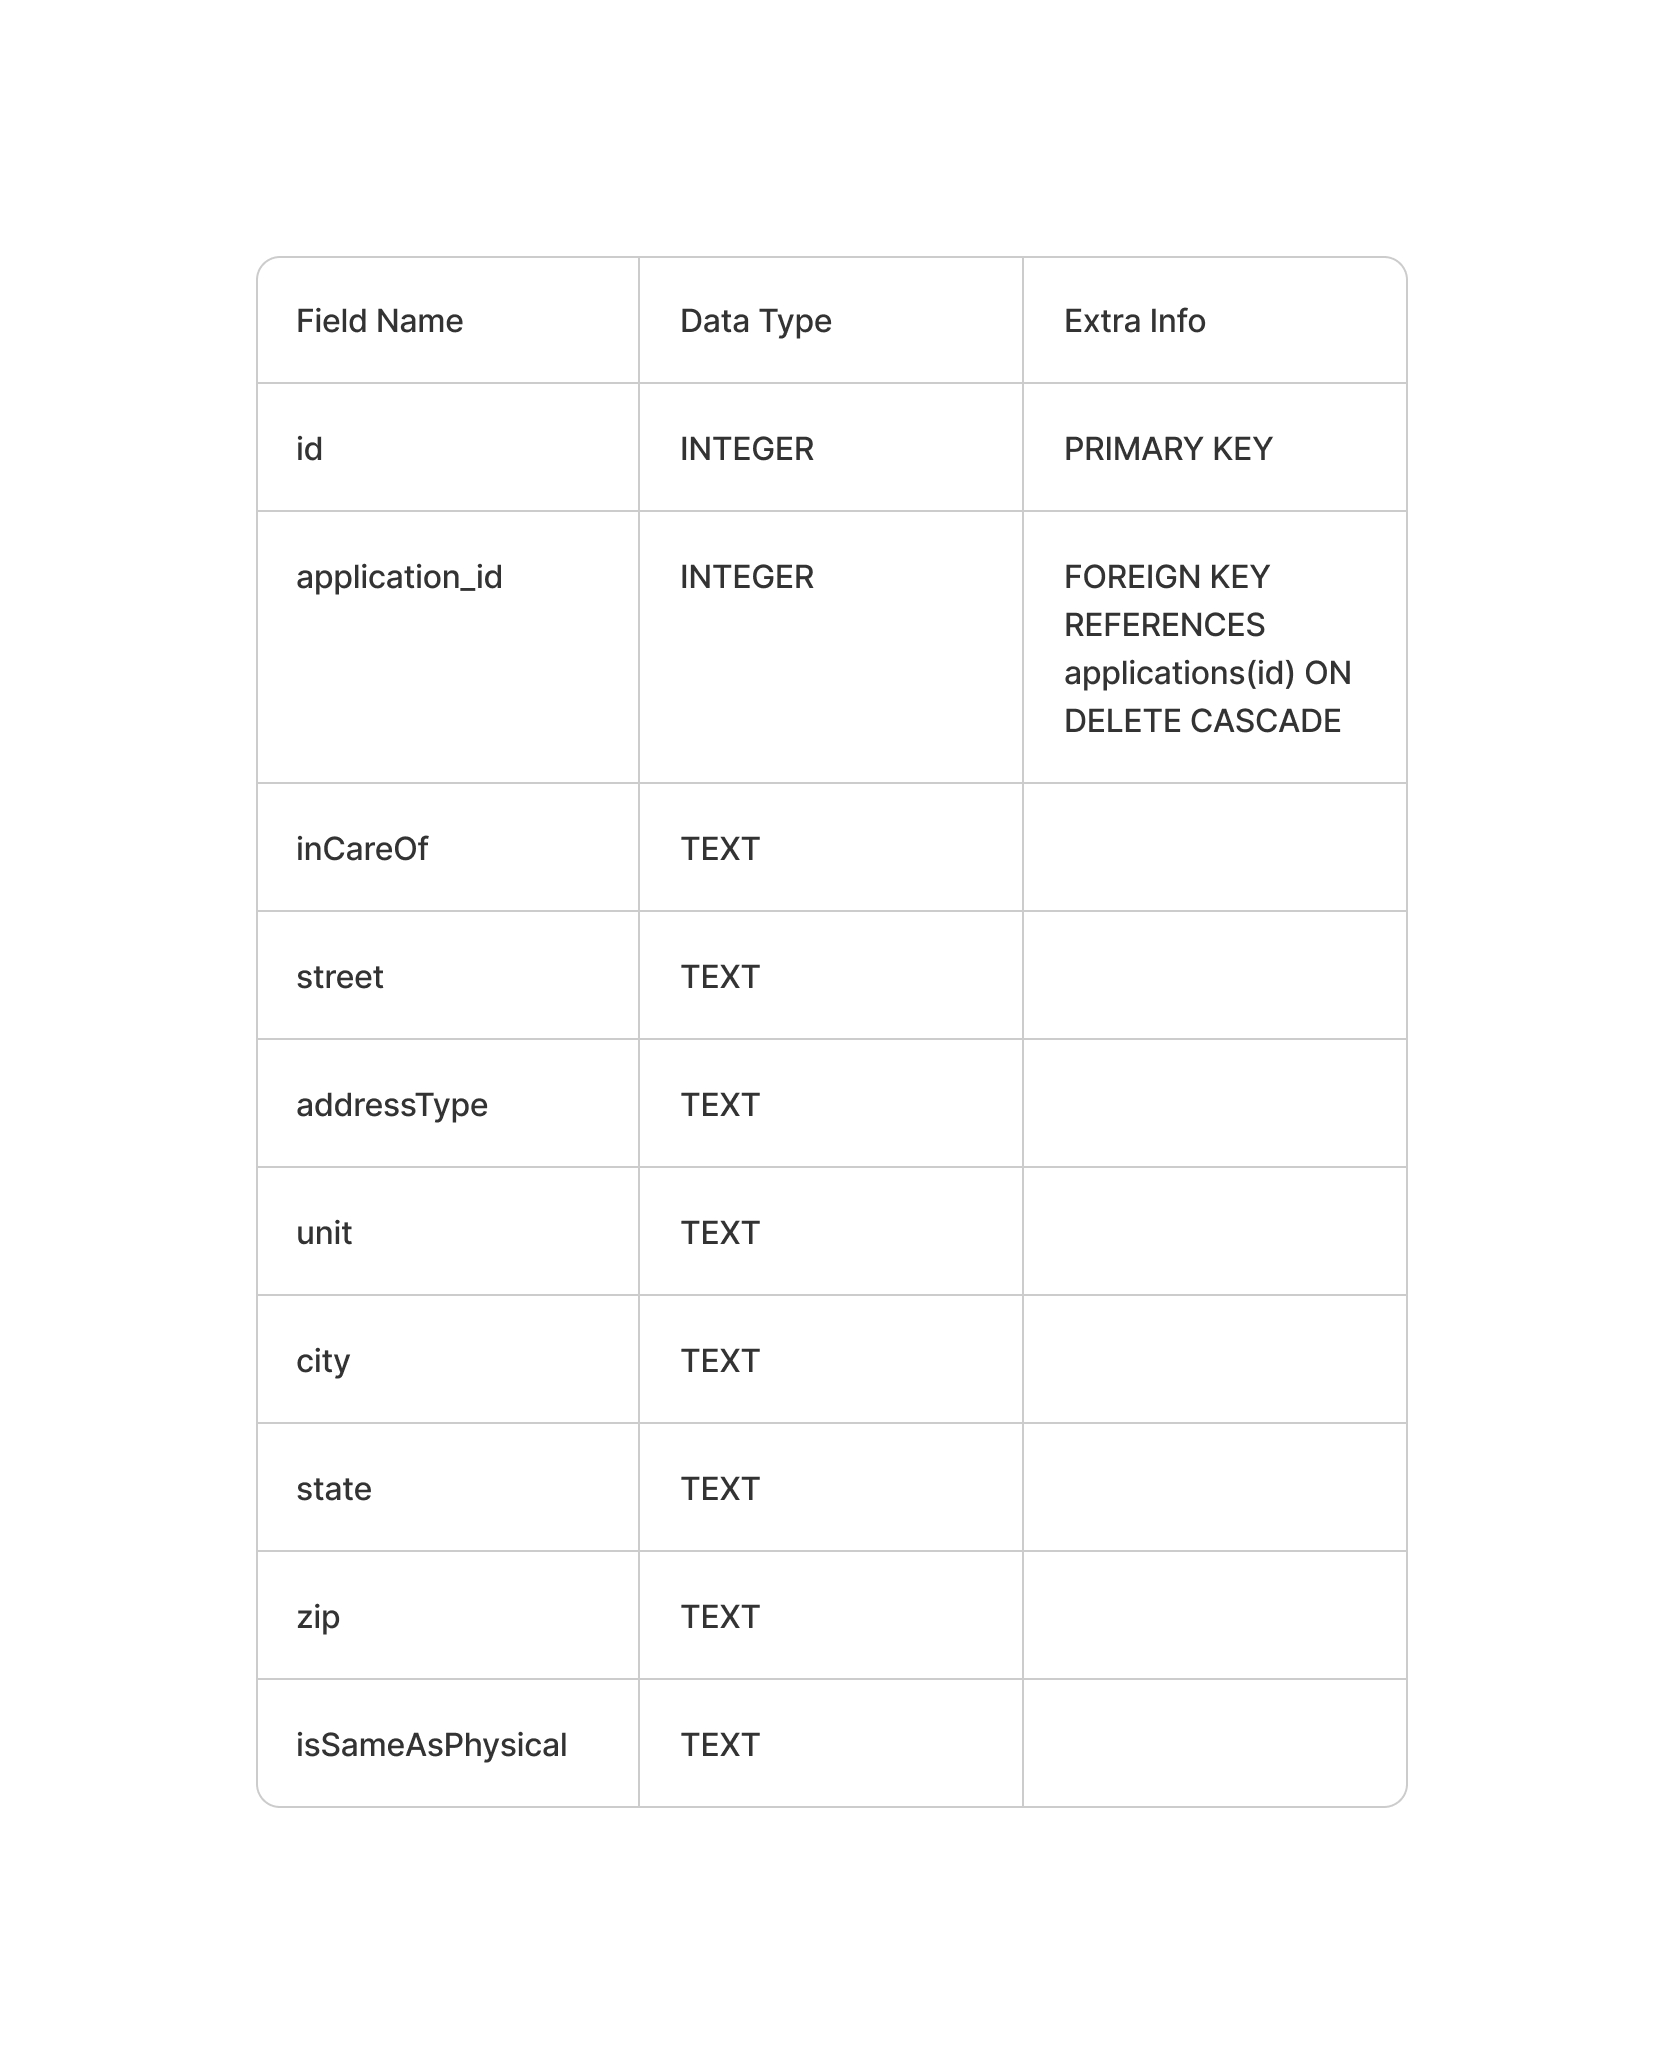 Field Name Data Type Extra Info
id INTEGER PRIMARY KEY
application_id INTEGER FOREIGN KEY
REFERENCES
applications(id) ON
DELETE CASCADE
inCareOf TEXT
street TEXT
addressType TEXT
unit TEXT
city TEXT
state TEXT
zip TEXT
isSameAsPhysical TEXT